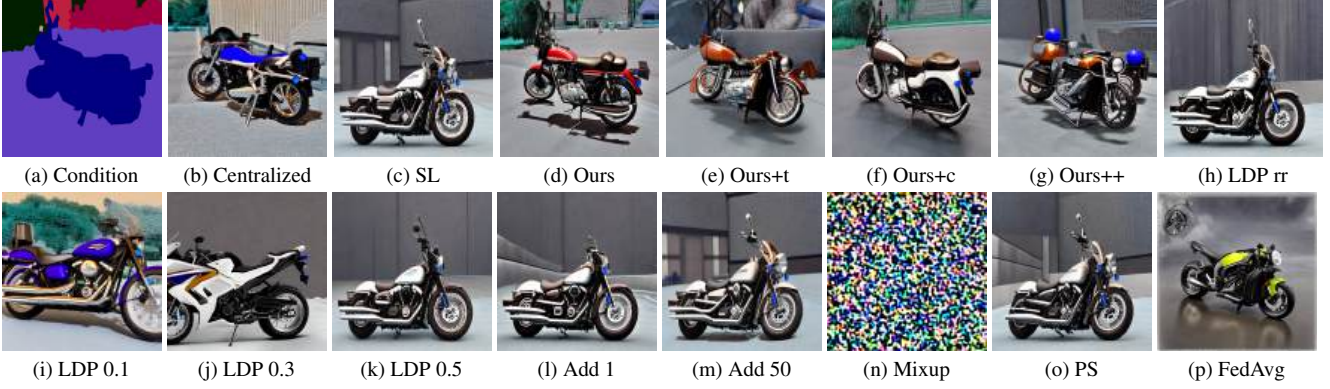 (a) Condition (b) Centralized (c) SL (d) Ours (e) Ours+t (f) Ours+c (g) Ours++ (h) LDP rr
(i) LDP 0.1 (j) LDP 0.3 (k) LDP 0.5 (l) Add 1 (m) Add 50 (n) Mixup (o) PS (p) FedAvg